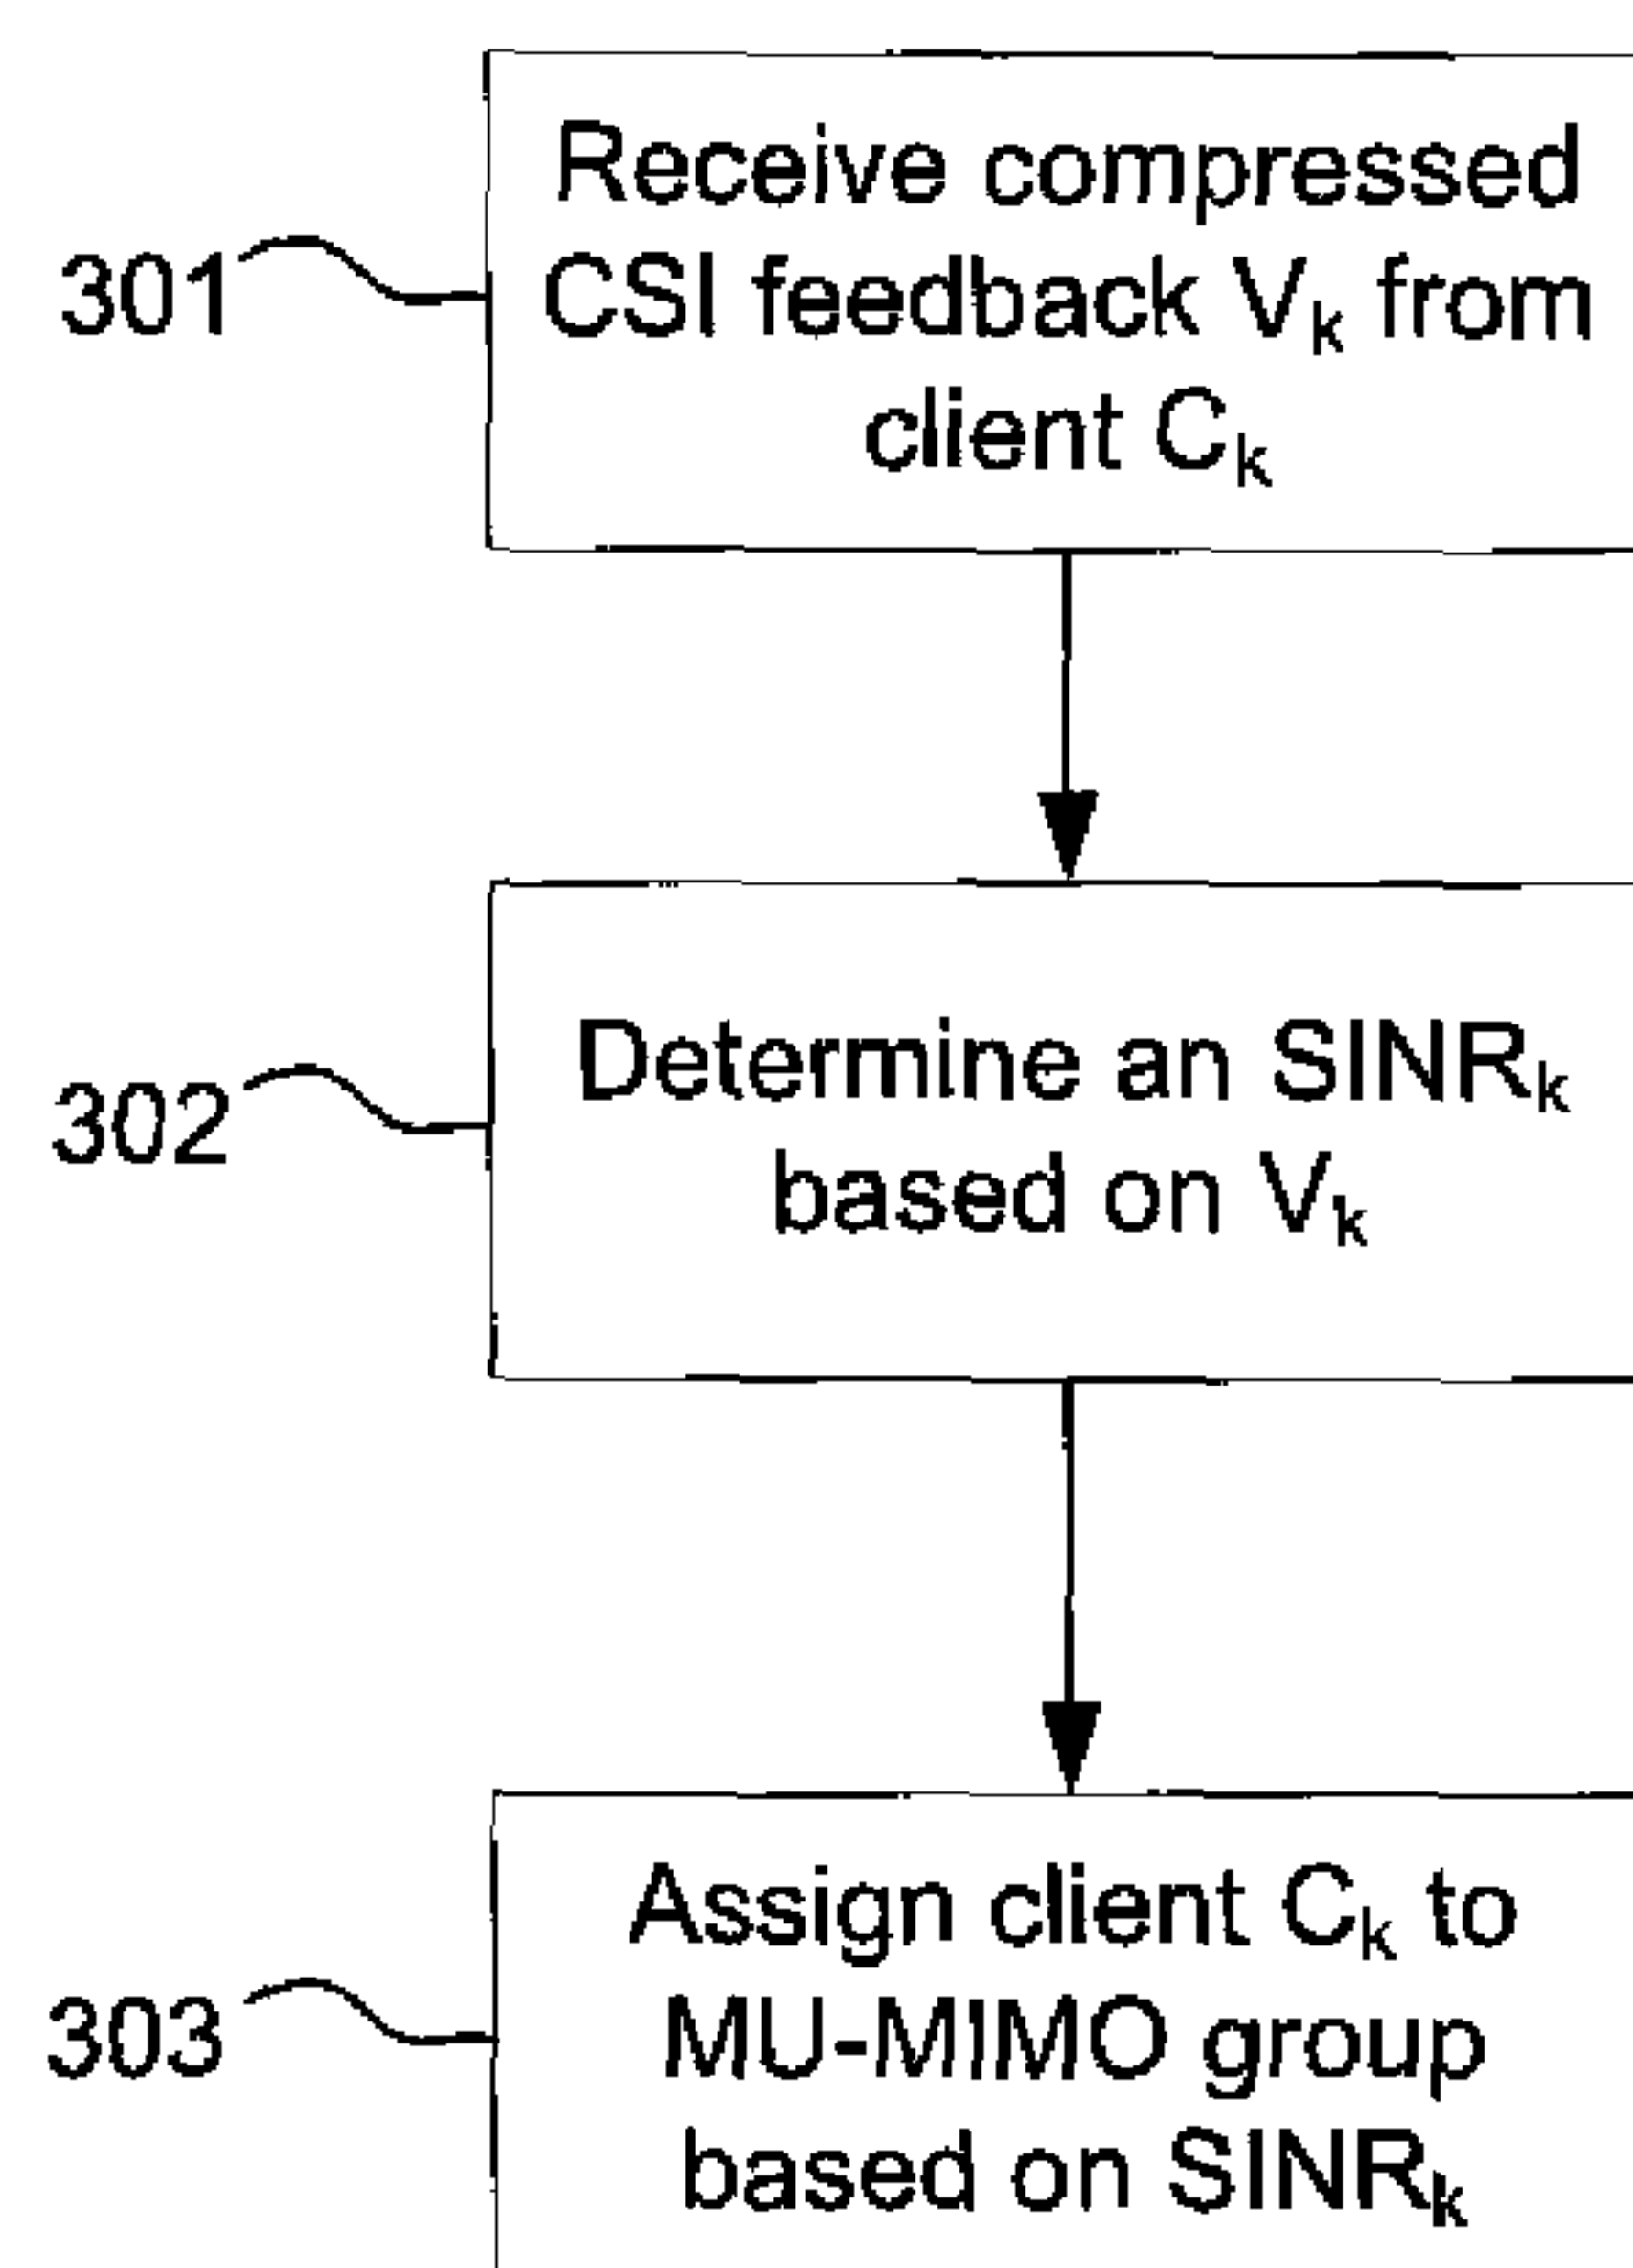 Receive compressed
301 CSI feedback Vk from
client Ck
Determine an SINRk
302
based on Vk
Assign client Ck to
303 MU-MIMO group
based on SINRk